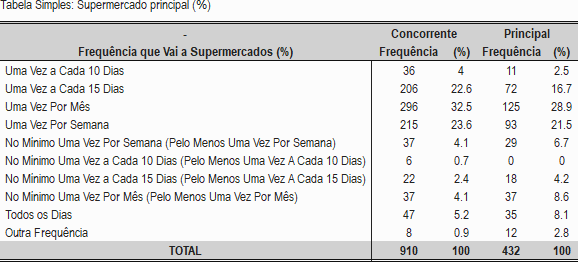 Tabela Simples: Supermercado principal (%)
- Concorrente Principal
Frequência que Vai a Supermercados (%) Frequência (%) Frequência (%)
Uma Vez a Cada 10 Dias 36 4 11 2.5
Uma Vez a Cada 15 Dias 206 22.6 72 16.7
Uma Vez Por Mês 296 32.5 125 28.9
Uma Vez Por Semana 215 23.6 93 21.5
No Mínimo Uma Vez Por Semana (Pelo Menos Uma Vez Por Semana) 37 4.1 29 6.7
No Mínimo Uma Vez a Cada 10 Dias (Pelo Menos Uma Vez A Cada 10 Dias) 6 0.7 0 0
No Mínimo Uma Vez a Cada 15 Dias (Pelo Menos Uma Vez A Cada 15 Dias) 22 2.4 18 4.2
No Mínimo Uma Vez Por Mês (Pelo Menos Uma Vez Por Mês) 37 4.1 37 8.6
Todos os Dias 47 5.2 35 8.1
Outra Frequência 8 0.9 12 2.8
TOTAL 910 100 432 100